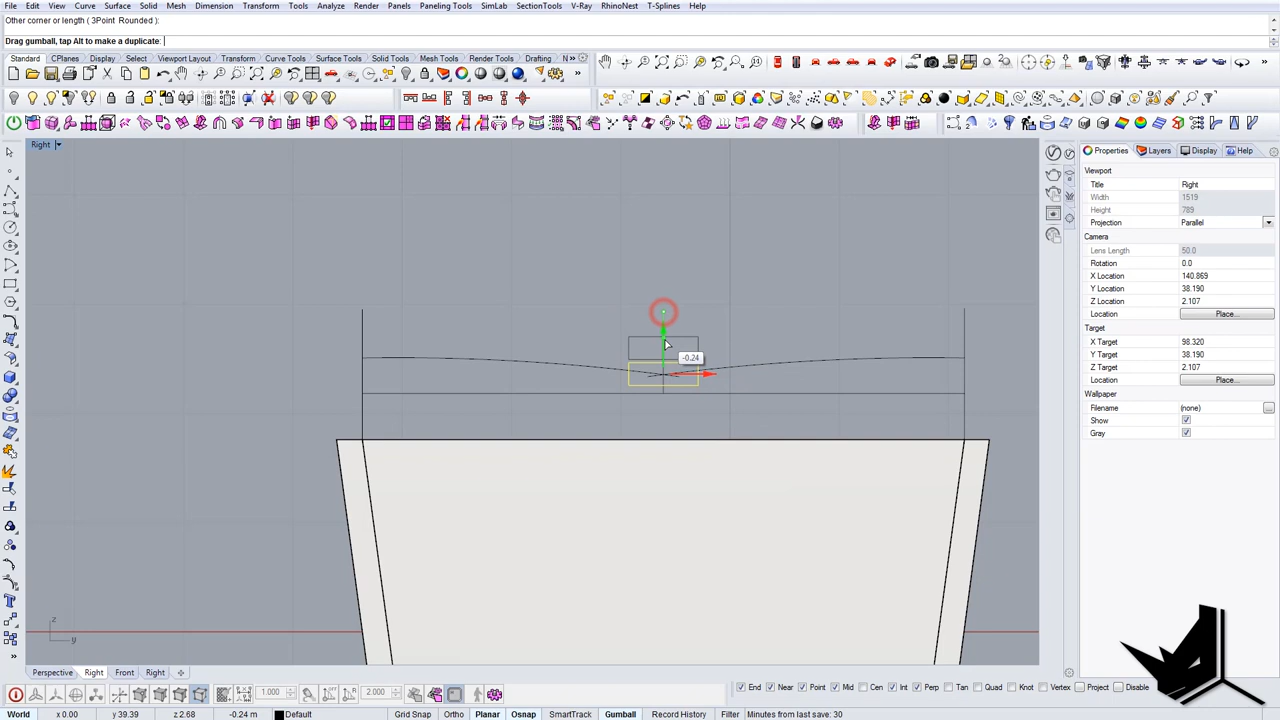 File Edit View Curve Surface Solid Mesh Dimension Transform Tools Analyze Render Panels Paneling Tools SimLab SectionTools V-Ray RhinoNest T-Splines Help
Other corner or length ( 3Point Rounded ):
Drag gumball, tap Alt to make a duplicate:
Standard CPlanes Display Select Viewport Layout Transform Curve Tools Surface Tools Solid Tools Mesh Tools Render Tools Drafting N »
Right
Properties Layers Display Help
Viewport
Title Right
Width 1519
Height 789
Projection Parallel
Camera
Lens Length 50.0
Rotation 0.0
X Location 140.869
Y Location 38.190
Z Location 2.107
Location Place...
Target
X Target 98.320
Y Target 38.190
Z Target 2.107
Location Place...
Wallpaper
Filename (none) ...
Show
Gray
-0.24
z
y
Perspective Right Front Right
1.000 2.000
End Near Point Mid Cen Int Perp Tan Quad Knot Vertex Project Disable
World x 0.00 y 39.39 z 2.68 -0.24 m Default Grid Snap Ortho Planar Osnap SmartTrack Gumball Record History Filter Minutes from last save: 30